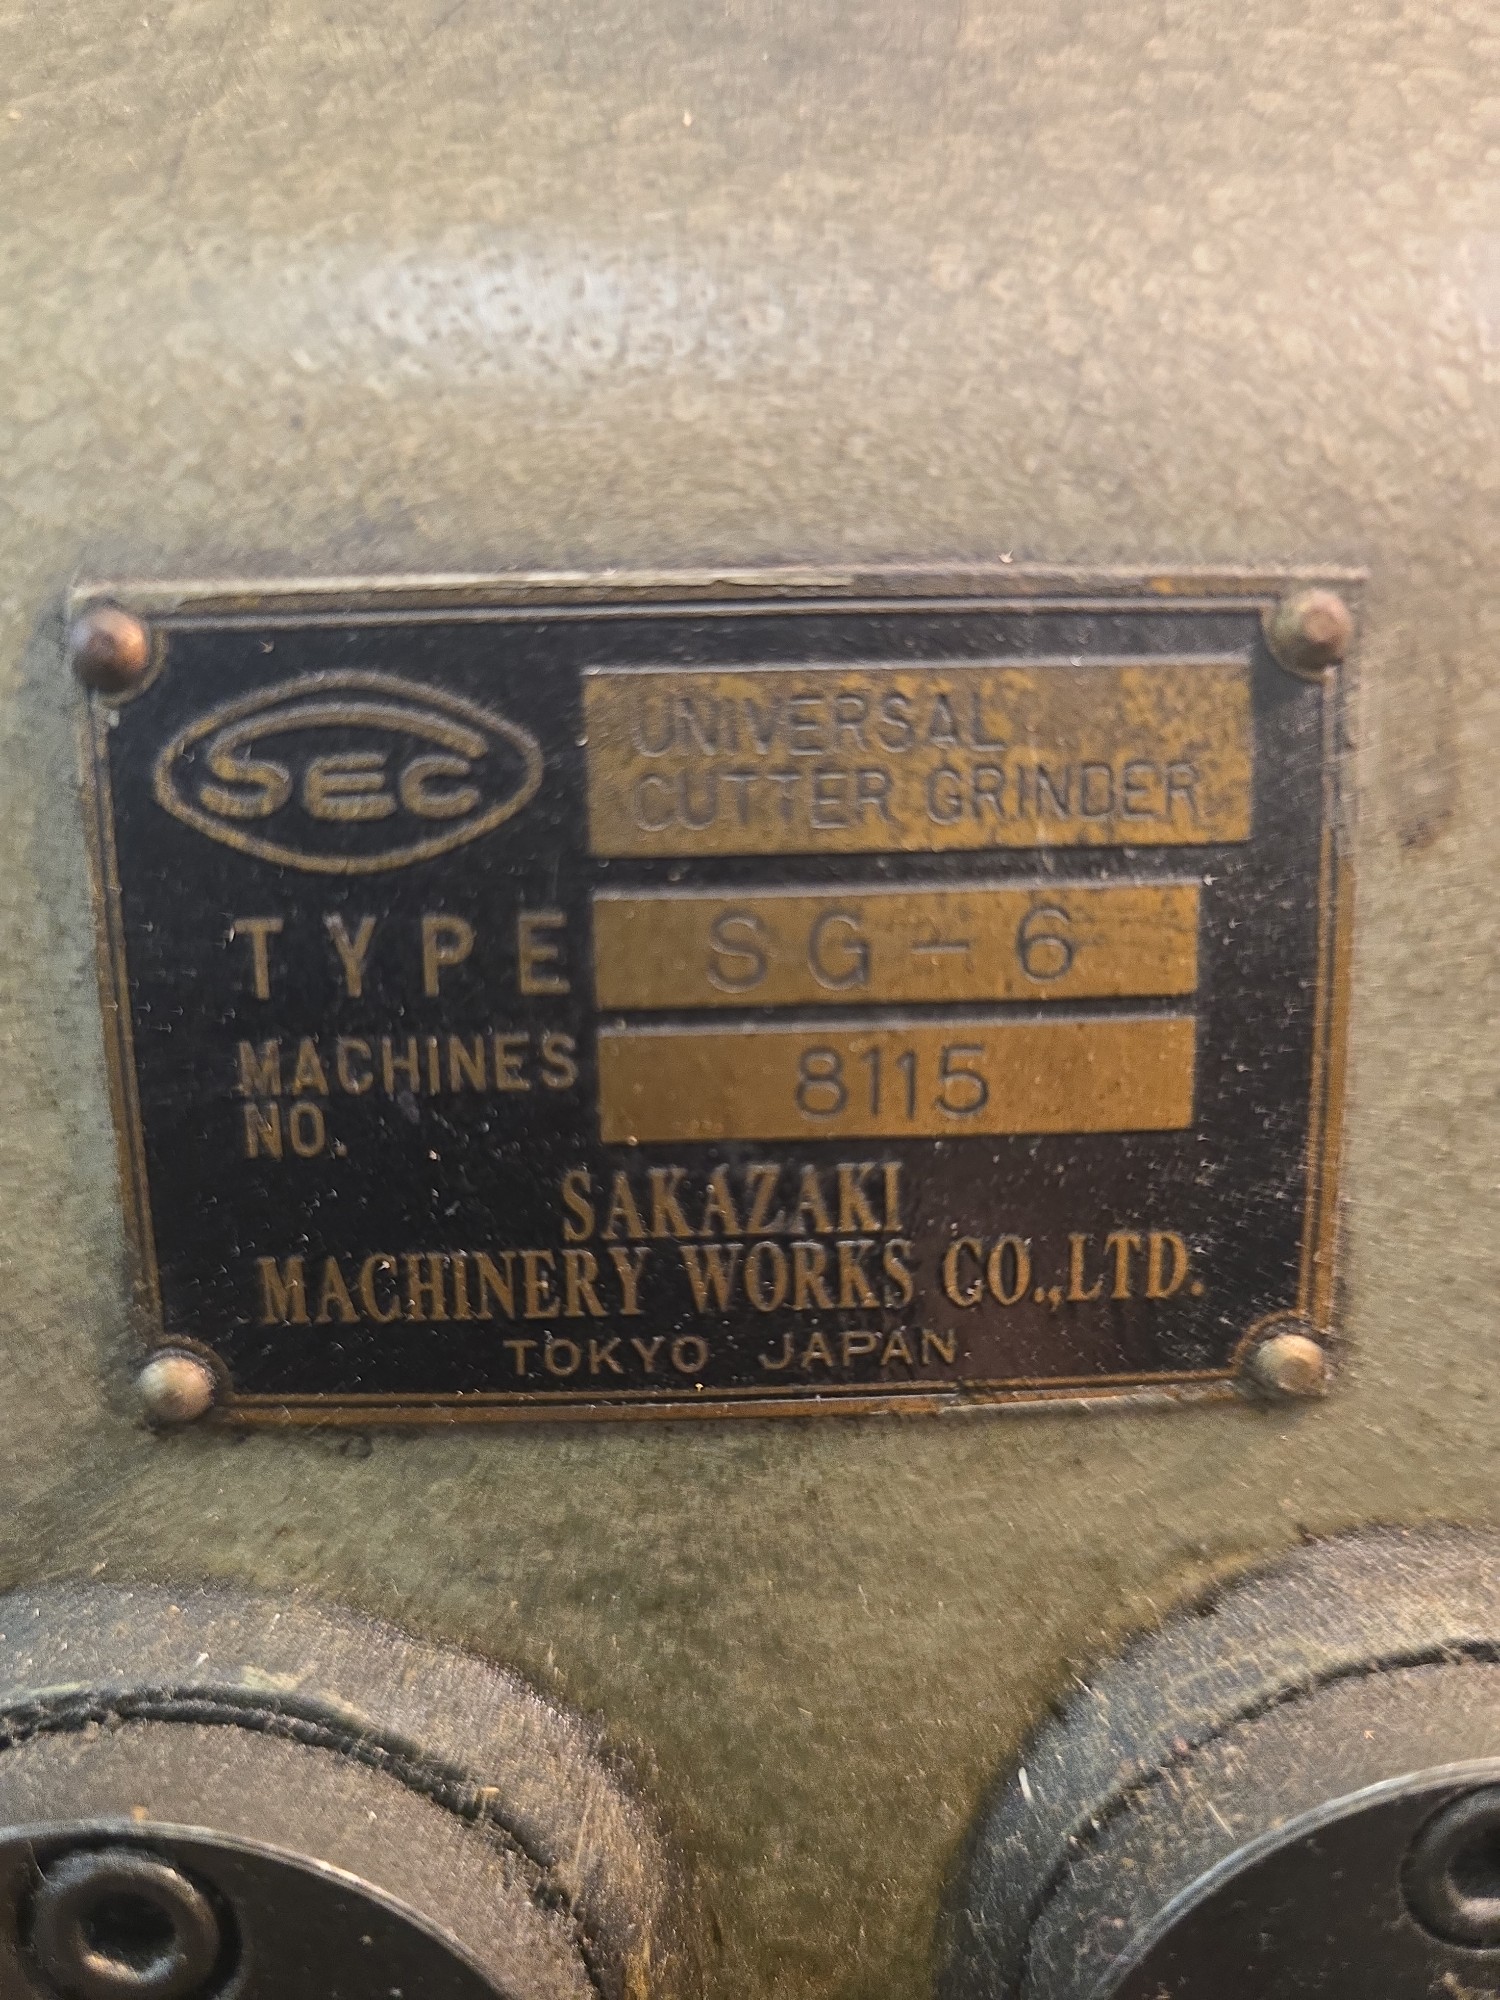 SEC
UNIVERSAL
CUTTER GRINDER
TYPE SG-6
MACHINES
NO. 8115
SAKAZAKI
MACHINERY WORKS CO.,LTD.
TOKYO JAPAN